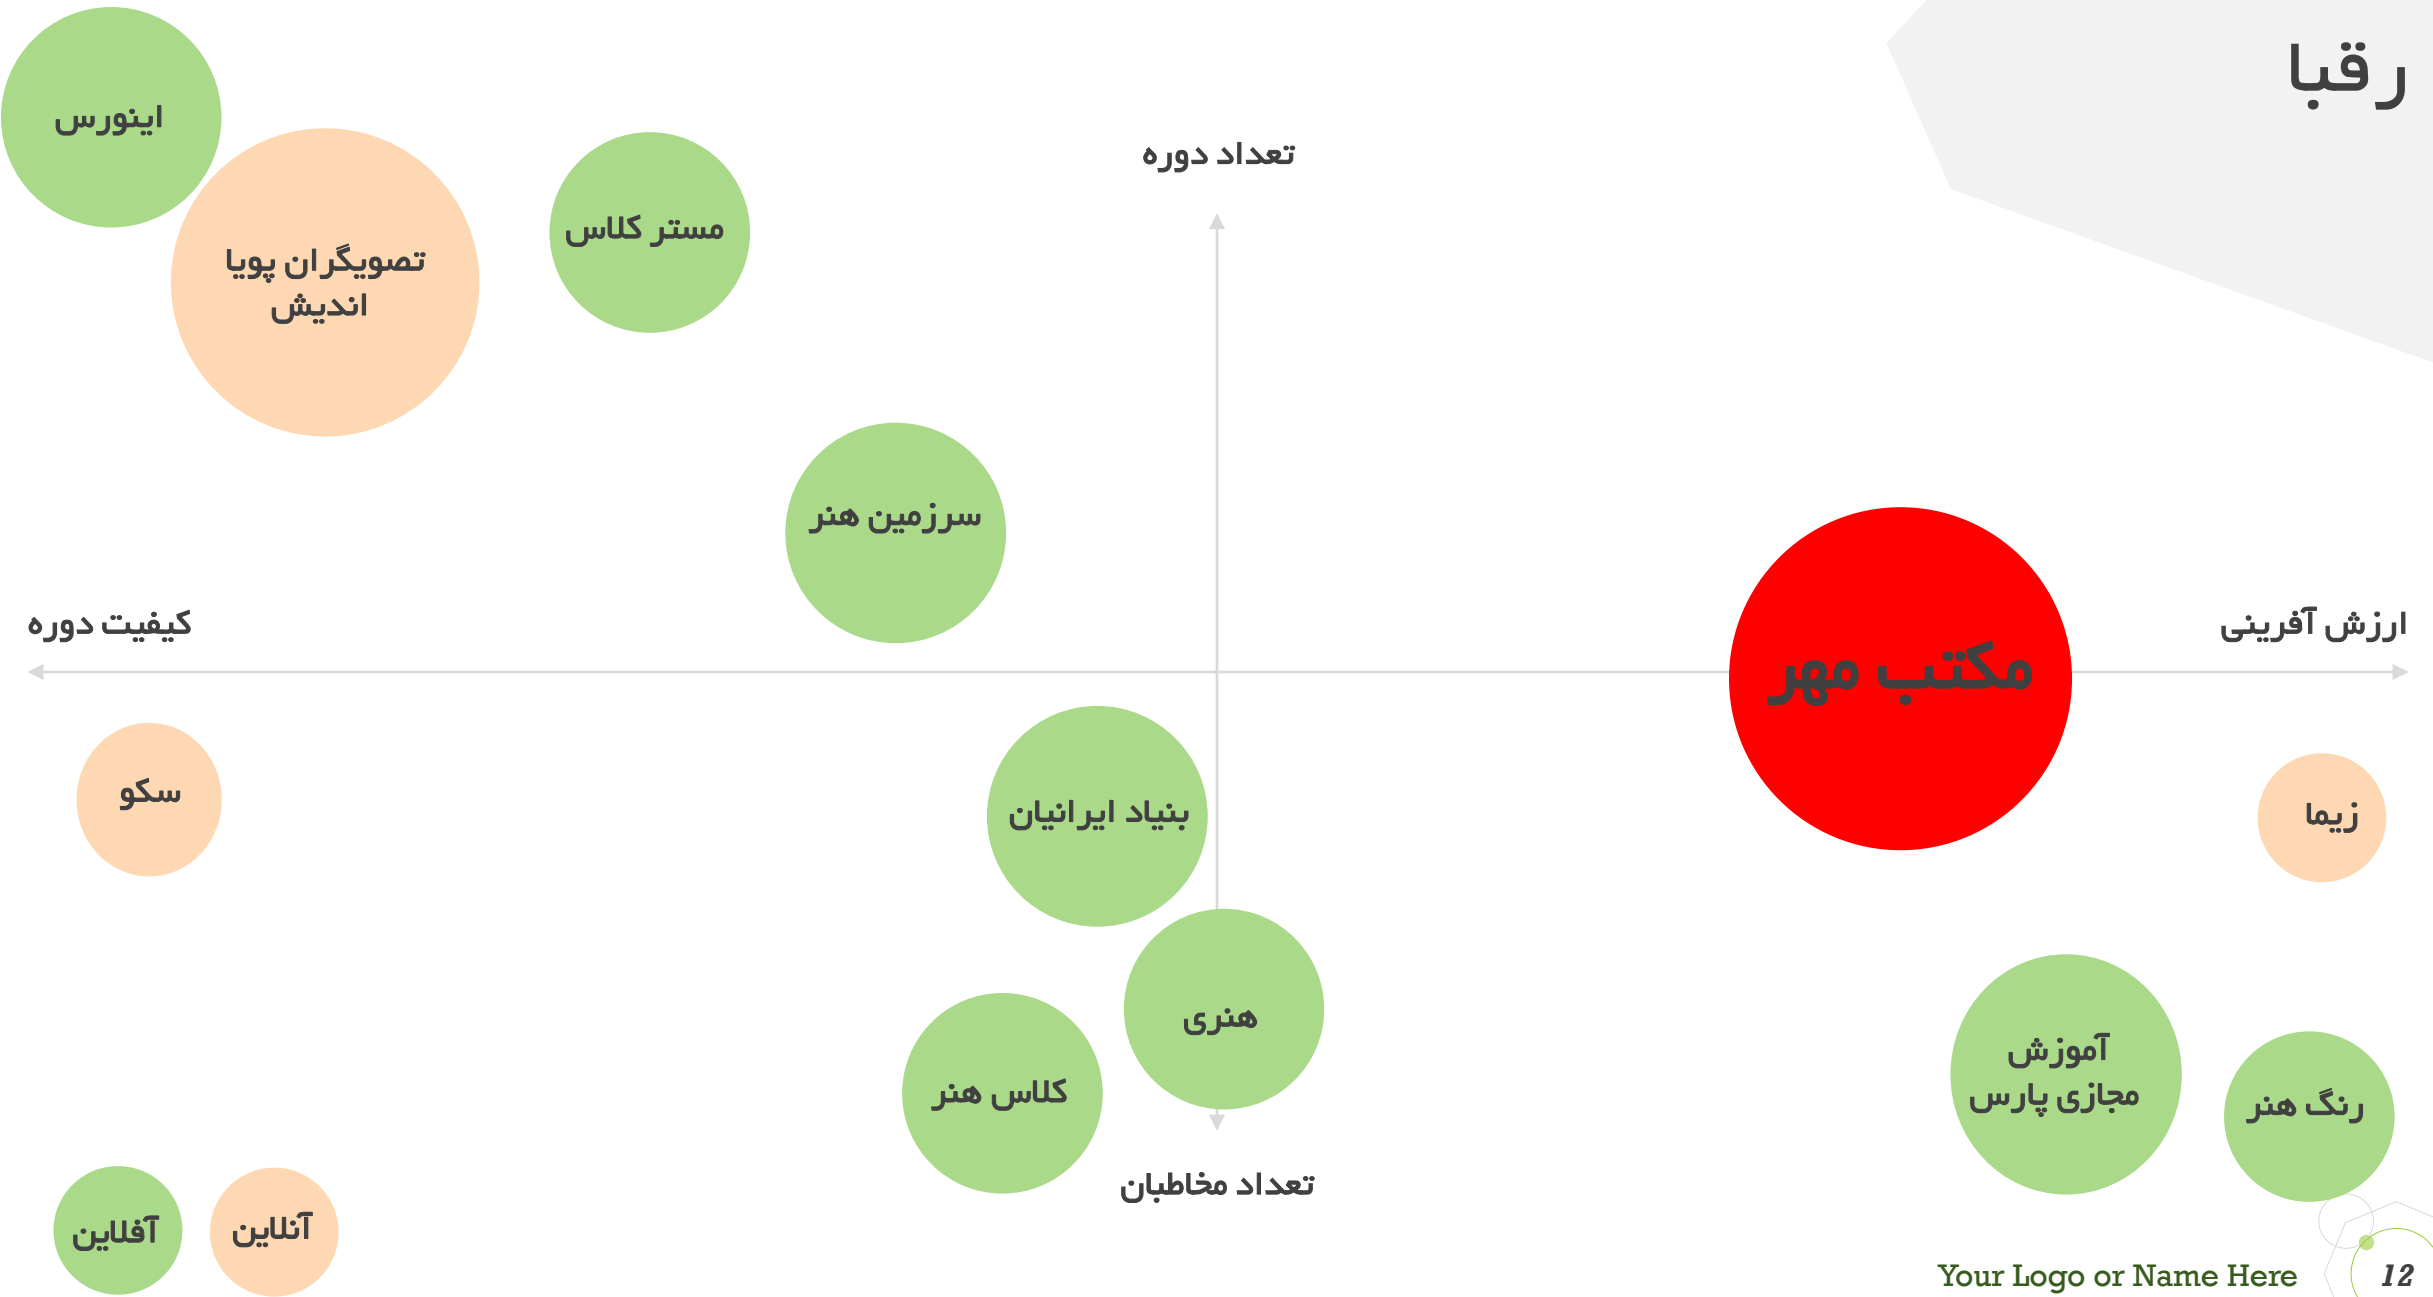 رقبا
تعداد دوره
اینورس
مستر کلاس
تصویگران پویا
اندیش
سرزمین هنر
ارزش آفرینی
کیفیت دوره
مکتب مهر
زیما
بنیاد ایرانیان
سکو
هنری
آموزش
مجازی پارس
رنگ هنر
کلاس هنر
تعداد مخاطبان
آنلاین
آفلاین
Your Logo or Name Here
12